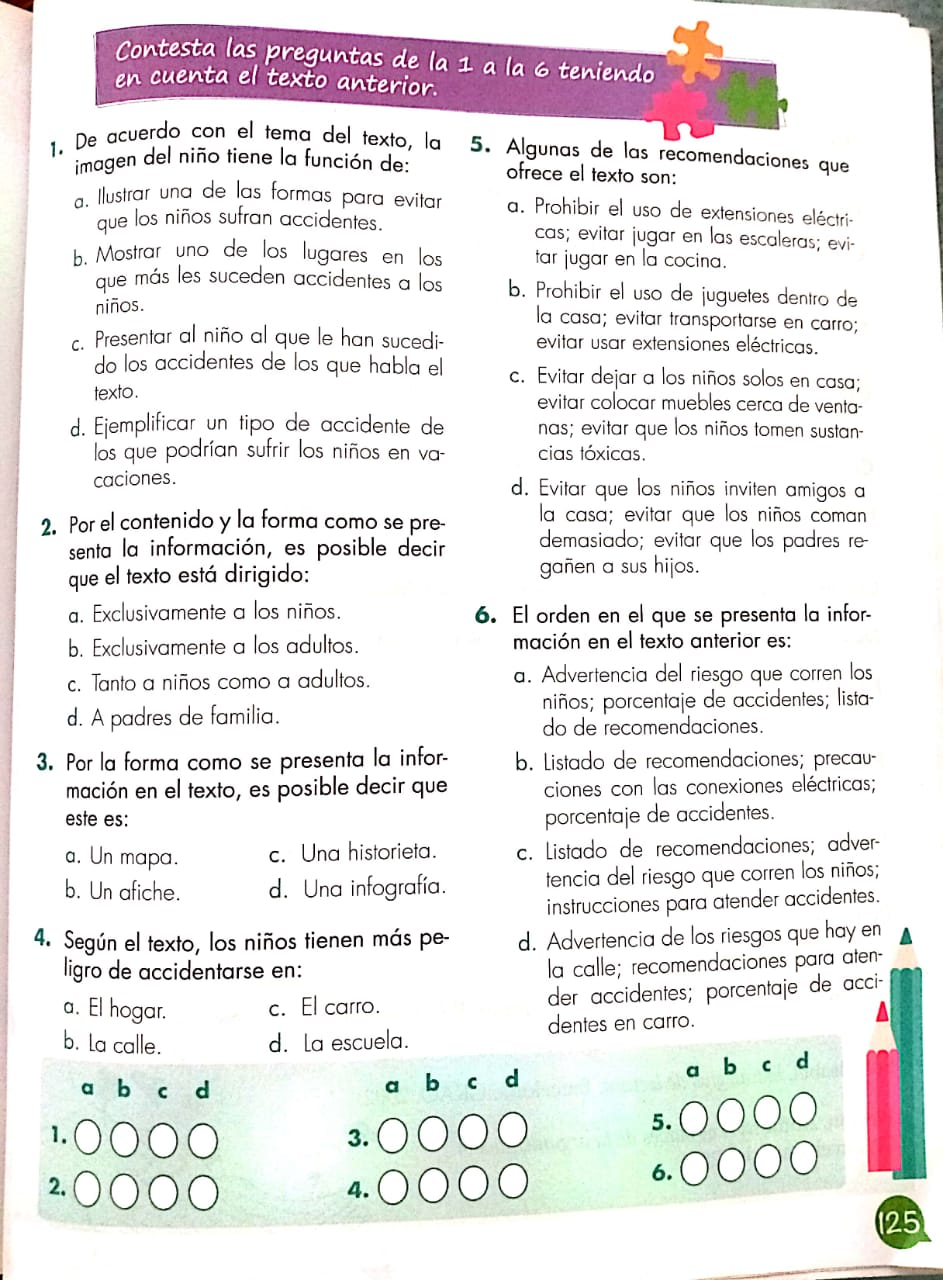 Contesta las preguntas de la 1 a la 6 teniendo
en cuenta el texto anterior.
1. De acuerdo con el tema del texto, la
imagen del niño tiene la función de:
a. Ilustrar una de las formas para evitar
que los niños sufran accidentes.
b. Mostrar uno de los lugares en los
que más les suceden accidentes a los
niños.
c. Presentar al niño al que le han sucedi-
do los accidentes de los que habla el
texto.
d. Ejemplificar un tipo de accidente de
los que podrían sufrir los niños en va-
caciones.
2. Por el contenido y la forma como se pre-
senta la información, es posible decir
que el texto está dirigido:
a. Exclusivamente a los niños.
b. Exclusivamente a los adultos.
c. Tanto a niños como a adultos.
d. A padres de familia.
3. Por la forma como se presenta la infor-
mación en el texto, es posible decir que
este es:
a. Un mapa. c. Una historieta.
b. Un afiche. d. Una infografía.
4. Según el texto, los niños tienen más pe-
ligro de accidentarse en:
a. El hogar. c. El carro.
b. La calle. d. La escuela.
5. Algunas de las recomendaciones que
ofrece el texto son:
a. Prohibir el uso de extensiones eléctri-
cas; evitar jugar en las escaleras; evi-
tar jugar en la cocina.
b. Prohibir el uso de juguetes dentro de
la casa; evitar transportarse en carro;
evitar usar extensiones eléctricas.
c. Evitar dejar a los niños solos en casa;
evitar colocar muebles cerca de venta-
nas; evitar que los niños tomen sustan-
cias tóxicas.
d. Evitar que los niños inviten amigos a
la casa; evitar que los niños coman
demasiado; evitar que los padres re-
gañen a sus hijos.
6. El orden en el que se presenta la infor-
mación en el texto anterior es:
a. Advertencia del riesgo que corren los
niños; porcentaje de accidentes; lista-
do de recomendaciones.
b. Listado de recomendaciones; precau-
ciones con las conexiones eléctricas;
porcentaje de accidentes.
c. Listado de recomendaciones; adver-
tencia del riesgo que corren los niños;
instrucciones para atender accidentes.
d. Advertencia de los riesgos que hay en
la calle; recomendaciones para aten-
der accidentes; porcentaje de acci-
dentes en carro.
a b c d
1.
2.
a b c d
3.
4.
a b c d
5.
6.
125